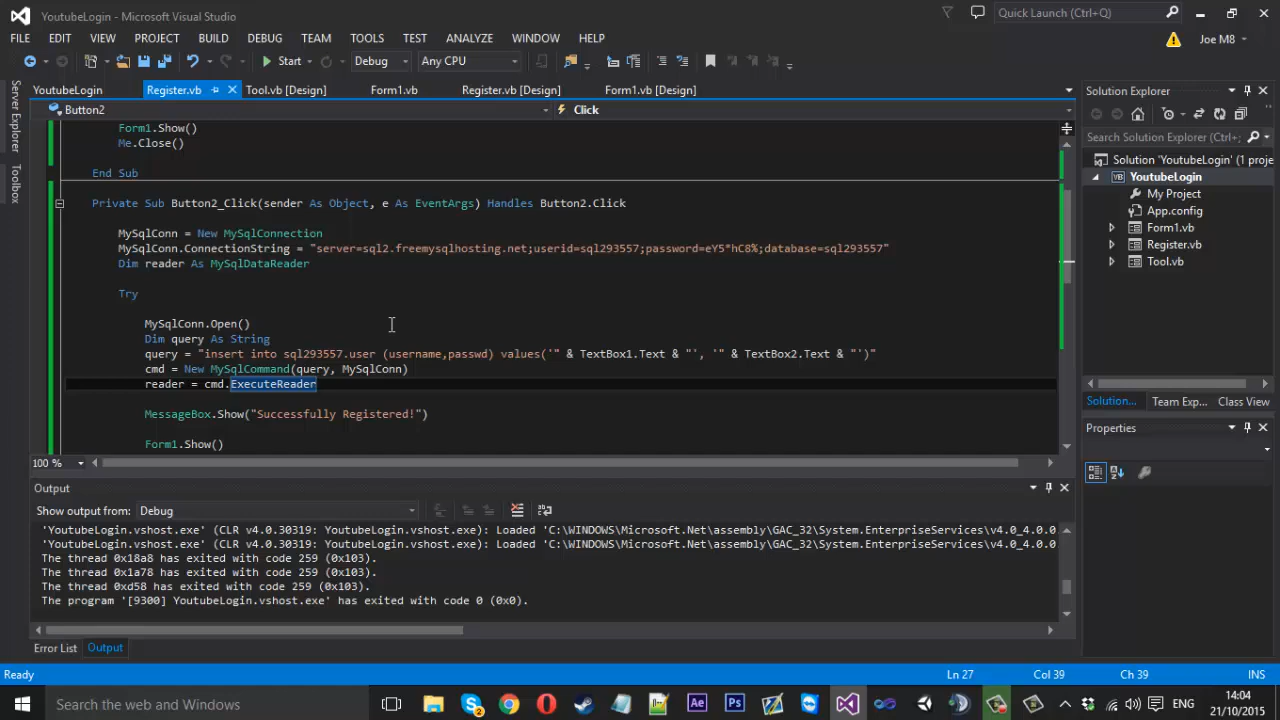 YoutubeLogin - Microsoft Visual Studio
Quick Launch (Ctrl+Q)
FILE EDIT VIEW PROJECT BUILD DEBUG TEAM TOOLS TEST ANALYZE WINDOW HELP
Joe M8
Start Debug Any CPU
Server Explorer
Toolbox
YoutubeLogin Register.vb Tool.vb [Design] Form1.vb Register.vb [Design] Form1.vb [Design]
Button2 Click
Form1.Show()
Me.Close()
End Sub
Private Sub Button2_Click(sender As Object, e As EventArgs) Handles Button2.Click
MySqlConn = New MySqlConnection
MySqlConn.ConnectionString = "server=sql2.freemysqlhosting.net;userid=sql293557;password=eY5*hC8%;database=sql293557"
Dim reader As MySqlDataReader
Try
MySqlConn.Open()
Dim query As String
query = "insert into sql293557.user (username,passwd) values('" & TextBox1.Text & "', '" & TextBox2.Text & "')"
cmd = New MySqlCommand(query, MySqlConn)
reader = cmd.ExecuteReader
MessageBox.Show("Successfully Registered!")
Form1.Show()
100 %
Output
Show output from: Debug
'YoutubeLogin.vshost.exe' (CLR v4.0.30319: YoutubeLogin.vshost.exe): Loaded 'C:\WINDOWS\Microsoft.Net\assembly\GAC_32\System.EnterpriseServices\v4.0_4.0.0
'YoutubeLogin.vshost.exe' (CLR v4.0.30319: YoutubeLogin.vshost.exe): Loaded 'C:\WINDOWS\Microsoft.Net\assembly\GAC_32\System.EnterpriseServices\v4.0_4.0.0
The thread 0x18a8 has exited with code 259 (0x103).
The thread 0x1a78 has exited with code 259 (0x103).
The thread 0xd58 has exited with code 259 (0x103).
The program '[9300] YoutubeLogin.vshost.exe' has exited with code 0 (0x0).
Error List Output
Solution Explorer
Search Solution Explorer (Ctrl+;
Solution 'YoutubeLogin' (1 proje
YoutubeLogin
My Project
App.config
Form1.vb
Register.vb
Tool.vb
Solution... Team Exp... Class View
Properties
Ready Ln 27 Col 39 Ch 39 INS
Search the web and Windows
ENG
14:04
21/10/2015